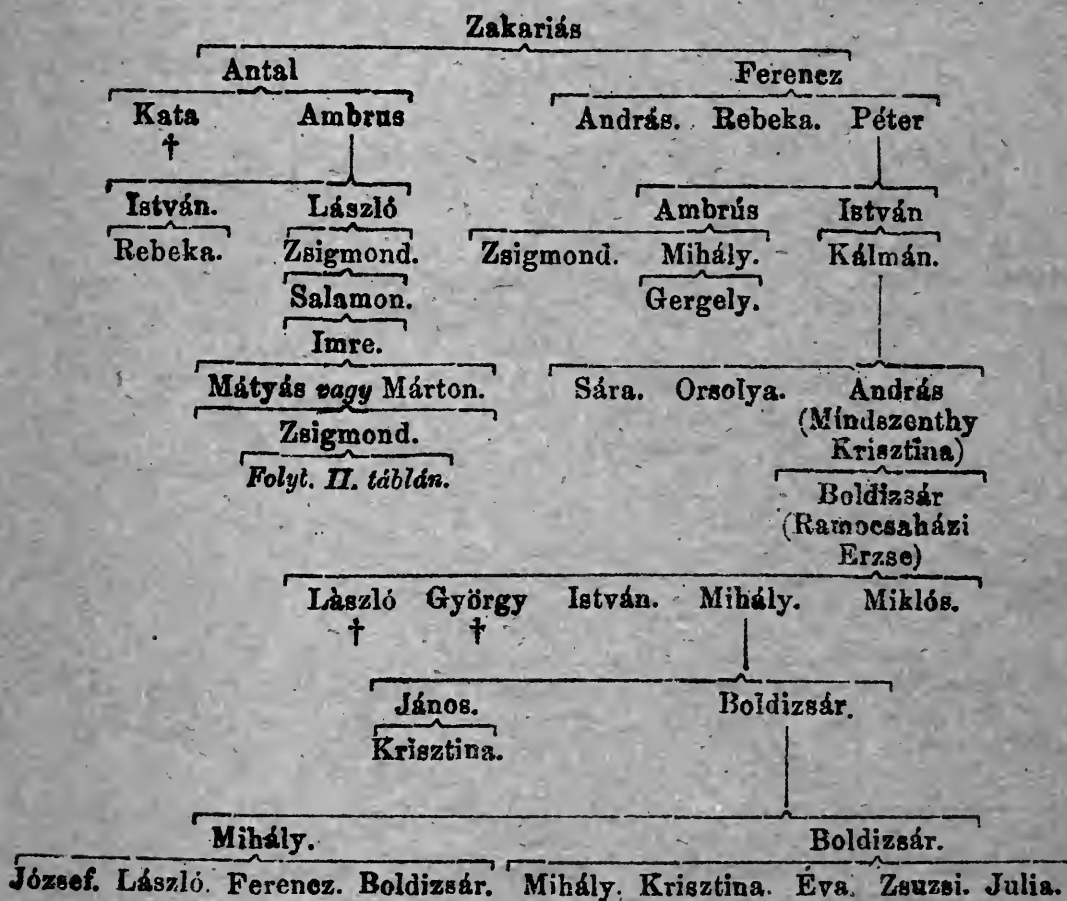 Zakariás
Antal Ferencz
Kata Ambrus András. Rebeka. Péter
† 
István. László Ambrús István
Rebeka. Zsigmond. Zsigmond. Mihály. Kálmán.
Salamon. Gergely.
Imre.
Mátyás vagy Márton. Sára. Orsolya. András
(Mindszenthy
Zsigmond. Krisztina)
Folyt. II. táblán. Boldizsár
(Ramocsaházi
Erzse)
László György István. Mihály. Miklós.
† †
János. Boldizsár.
Krisztina.
Mihály. Boldizsár.
József. László. Ferencz. Boldizsár. Mihály. Krisztina. Éva. Zsuzsi. Julia.